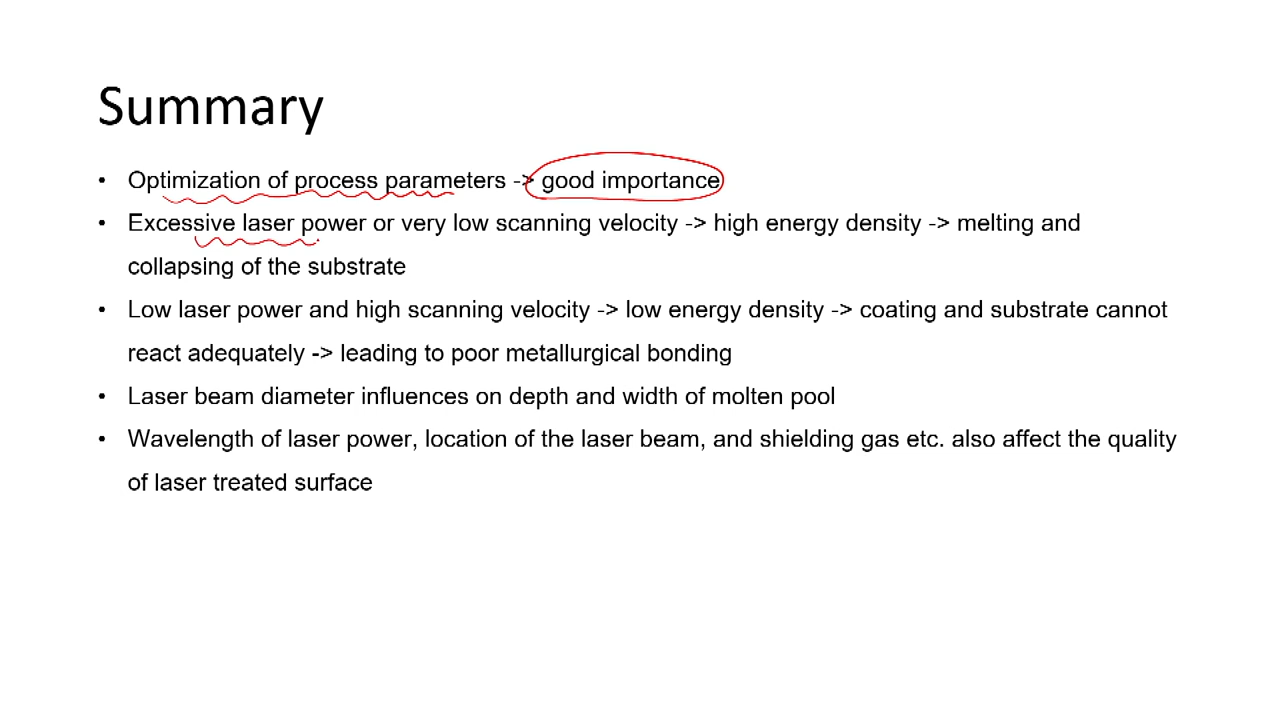 Summary
• Optimization of process parameters -> good importance
• Excessive laser power or very low scanning velocity -> high energy density -> melting and
collapsing of the substrate
• Low laser power and high scanning velocity -> low energy density -> coating and substrate cannot
react adequately -> leading to poor metallurgical bonding
• Laser beam diameter influences on depth and width of molten pool
• Wavelength of laser power, location of the laser beam, and shielding gas etc. also affect the quality
of laser treated surface